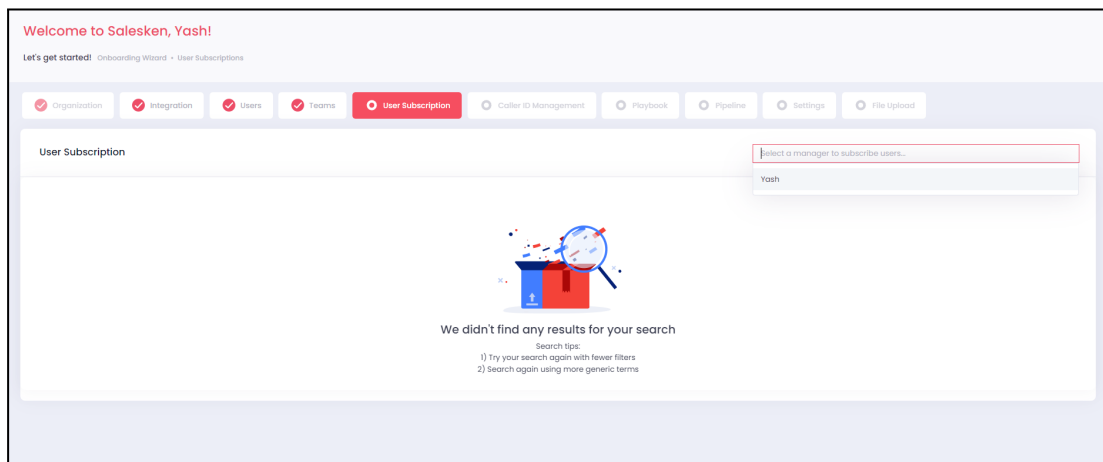 Welcome to Salesken, Yash!
Let's get started! Onboarding Wizard • User Subscriptions
Organization Integration Users Teams User Subscription Caller ID Management Playbook Pipeline Settings File Upload
User Subscription
Select a manager to subscribe users...
Yash
We didn't find any results for your search
Search tips:
1) Try your search again with fewer filters
2) Search again using more generic terms